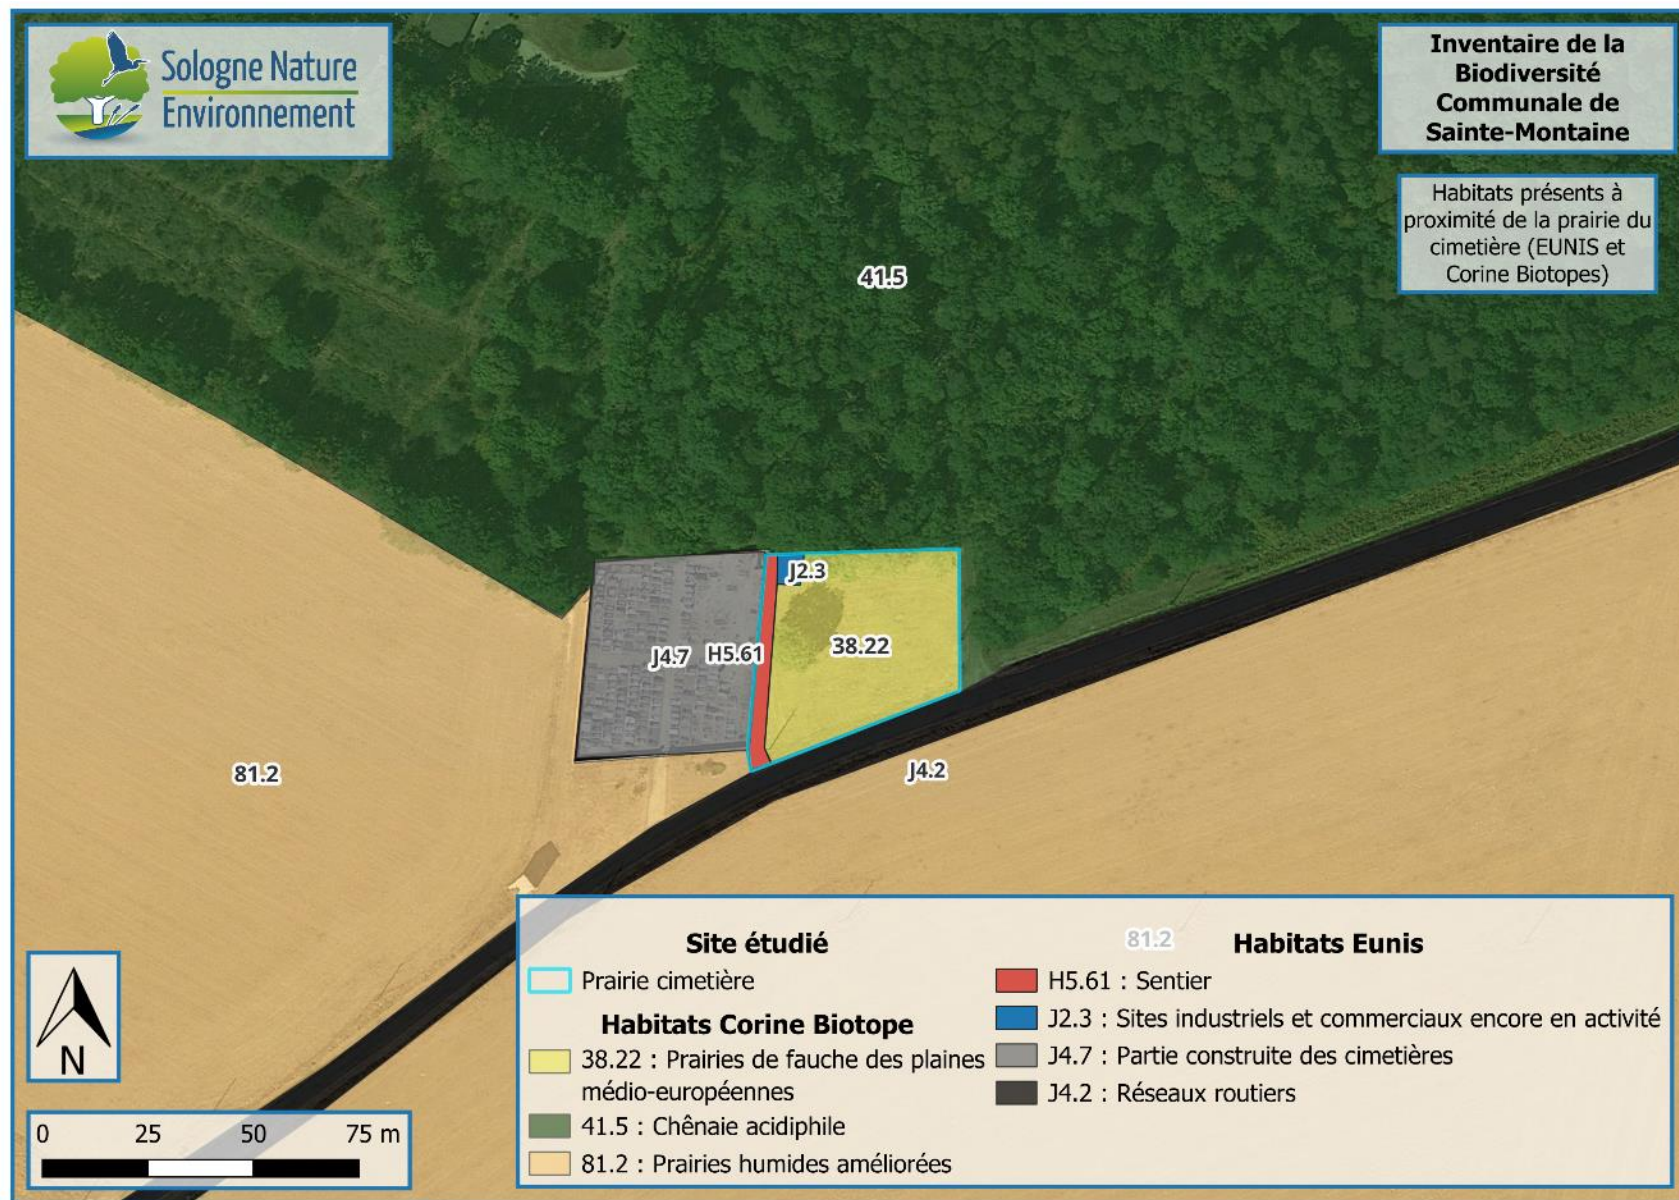 Sologne Nature
Environnement
Inventaire de la
Biodiversité
Communale de
Sainte-Montaine
Habitats présents à
proximité de la prairie du
cimetière (EUNIS et
Corine Biotopes)
41.5
J2.3
38.22
H5.61
J4.7
81.2
J4.2
Site étudié
Prairie cimetière
Habitats Corine Biotope
38.22 : Prairies de fauche des plaines
médio-européennes
41.5 : Chênaie acidiphile
81.2 : Prairies humides améliorées
81.2
Habitats Eunis
H5.61 : Sentier
J2.3 : Sites industriels et commerciaux encore en activité
J4.7 : Partie construite des cimetières
J4.2 : Réseaux routiers
N
0 25 50 75 m